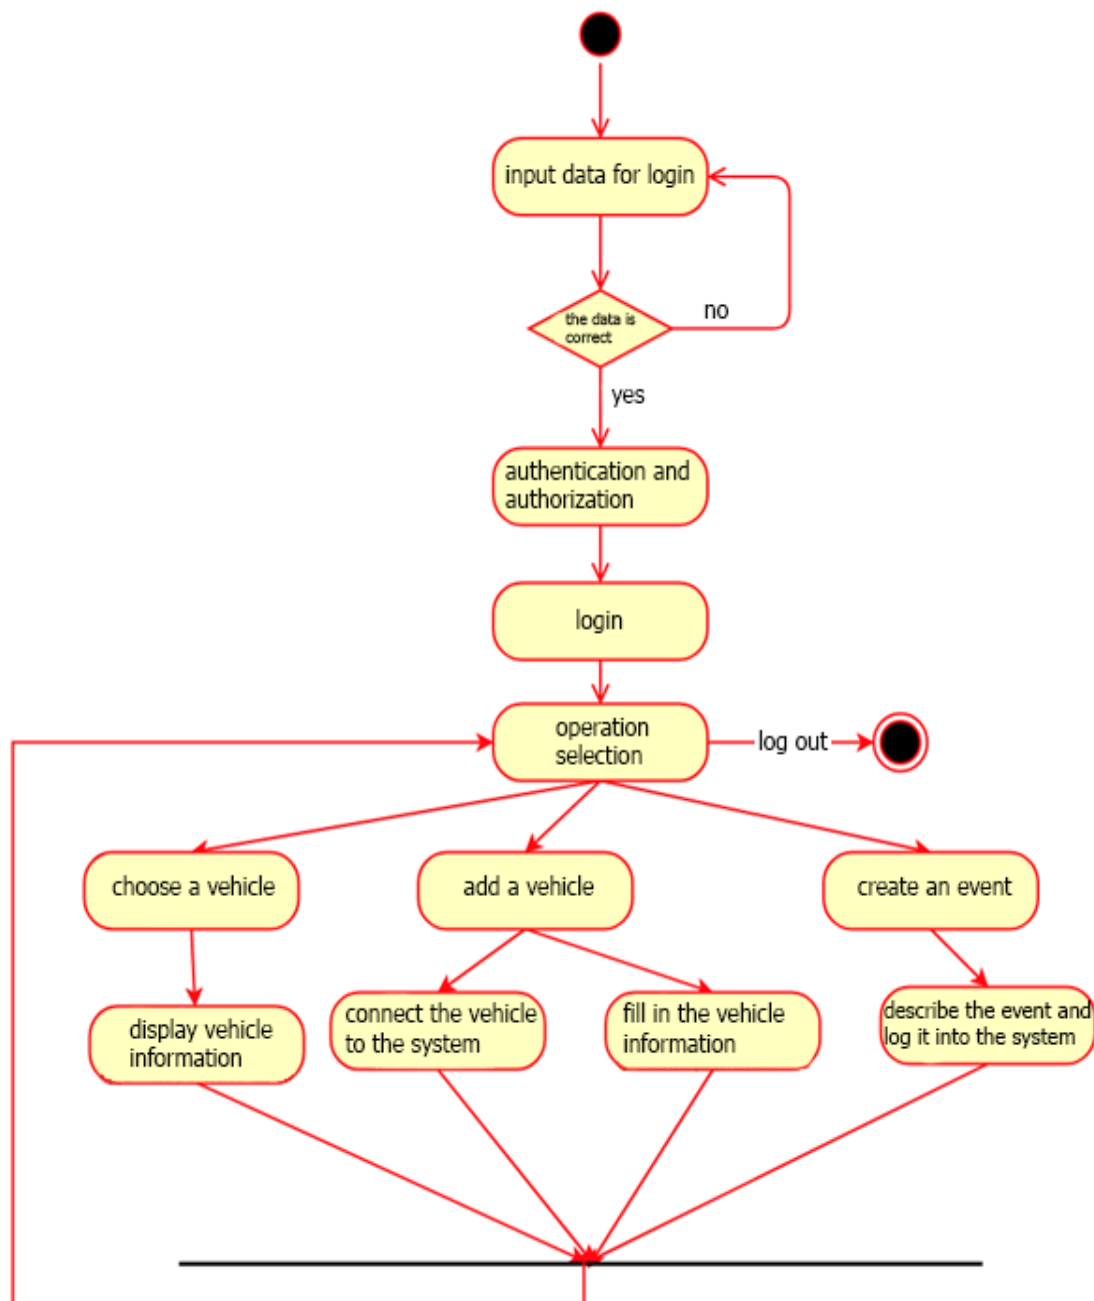 input data for login
the data is
correct
no
yes
authentication and
authorization
login
operation
selection
log out
choose a vehicle
add a vehicle
create an event
display vehicle
information
connect the vehicle
to the system
fill in the vehicle
information
describe the event and
log it into the system